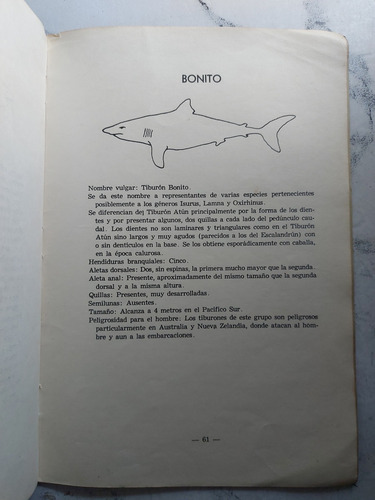 BONITO
Nombre vulgar: Tiburón Bonito.
Se da este nombre a representantes de varias especies pertenecientes
posiblemente a los géneros Isurus, Lamna y Oxirhinus.
Se diferencian del Tiburón Atún principalmente por la forma de los dien-
tes y por presentar algunos, dos quillas a cada lado del pedúnculo cau-
dal. Los dientes no son laminares y triangulares como en el Tiburón
Atún sino largos y muy agudos (parecidos a los del Escalandrún) con
o sin dentículos en la base. Se los obtiene esporádicamente con caballa,
en la época calurosa.
Hendiduras branquiales: Cinco.
Aletas dorsales: Dos, sin espinas, la primera mucho mayor que la segunda.
Aleta anal: Presente, aproximadamente del mismo tamaño que la segunda
dorsal y a la misma altura.
Quillas: Presentes, muy desarrolladas.
Semilunas: Ausentes.
Tamaño: Alcanza a 4 metros en el Pacífico Sur.
Peligrosidad para el hombre: Los tiburones de este grupo son peligrosos
particularmente en Australia y Nueva Zelandia, donde atacan al hom-
bre y aun a las embarcaciones.
— 61 —